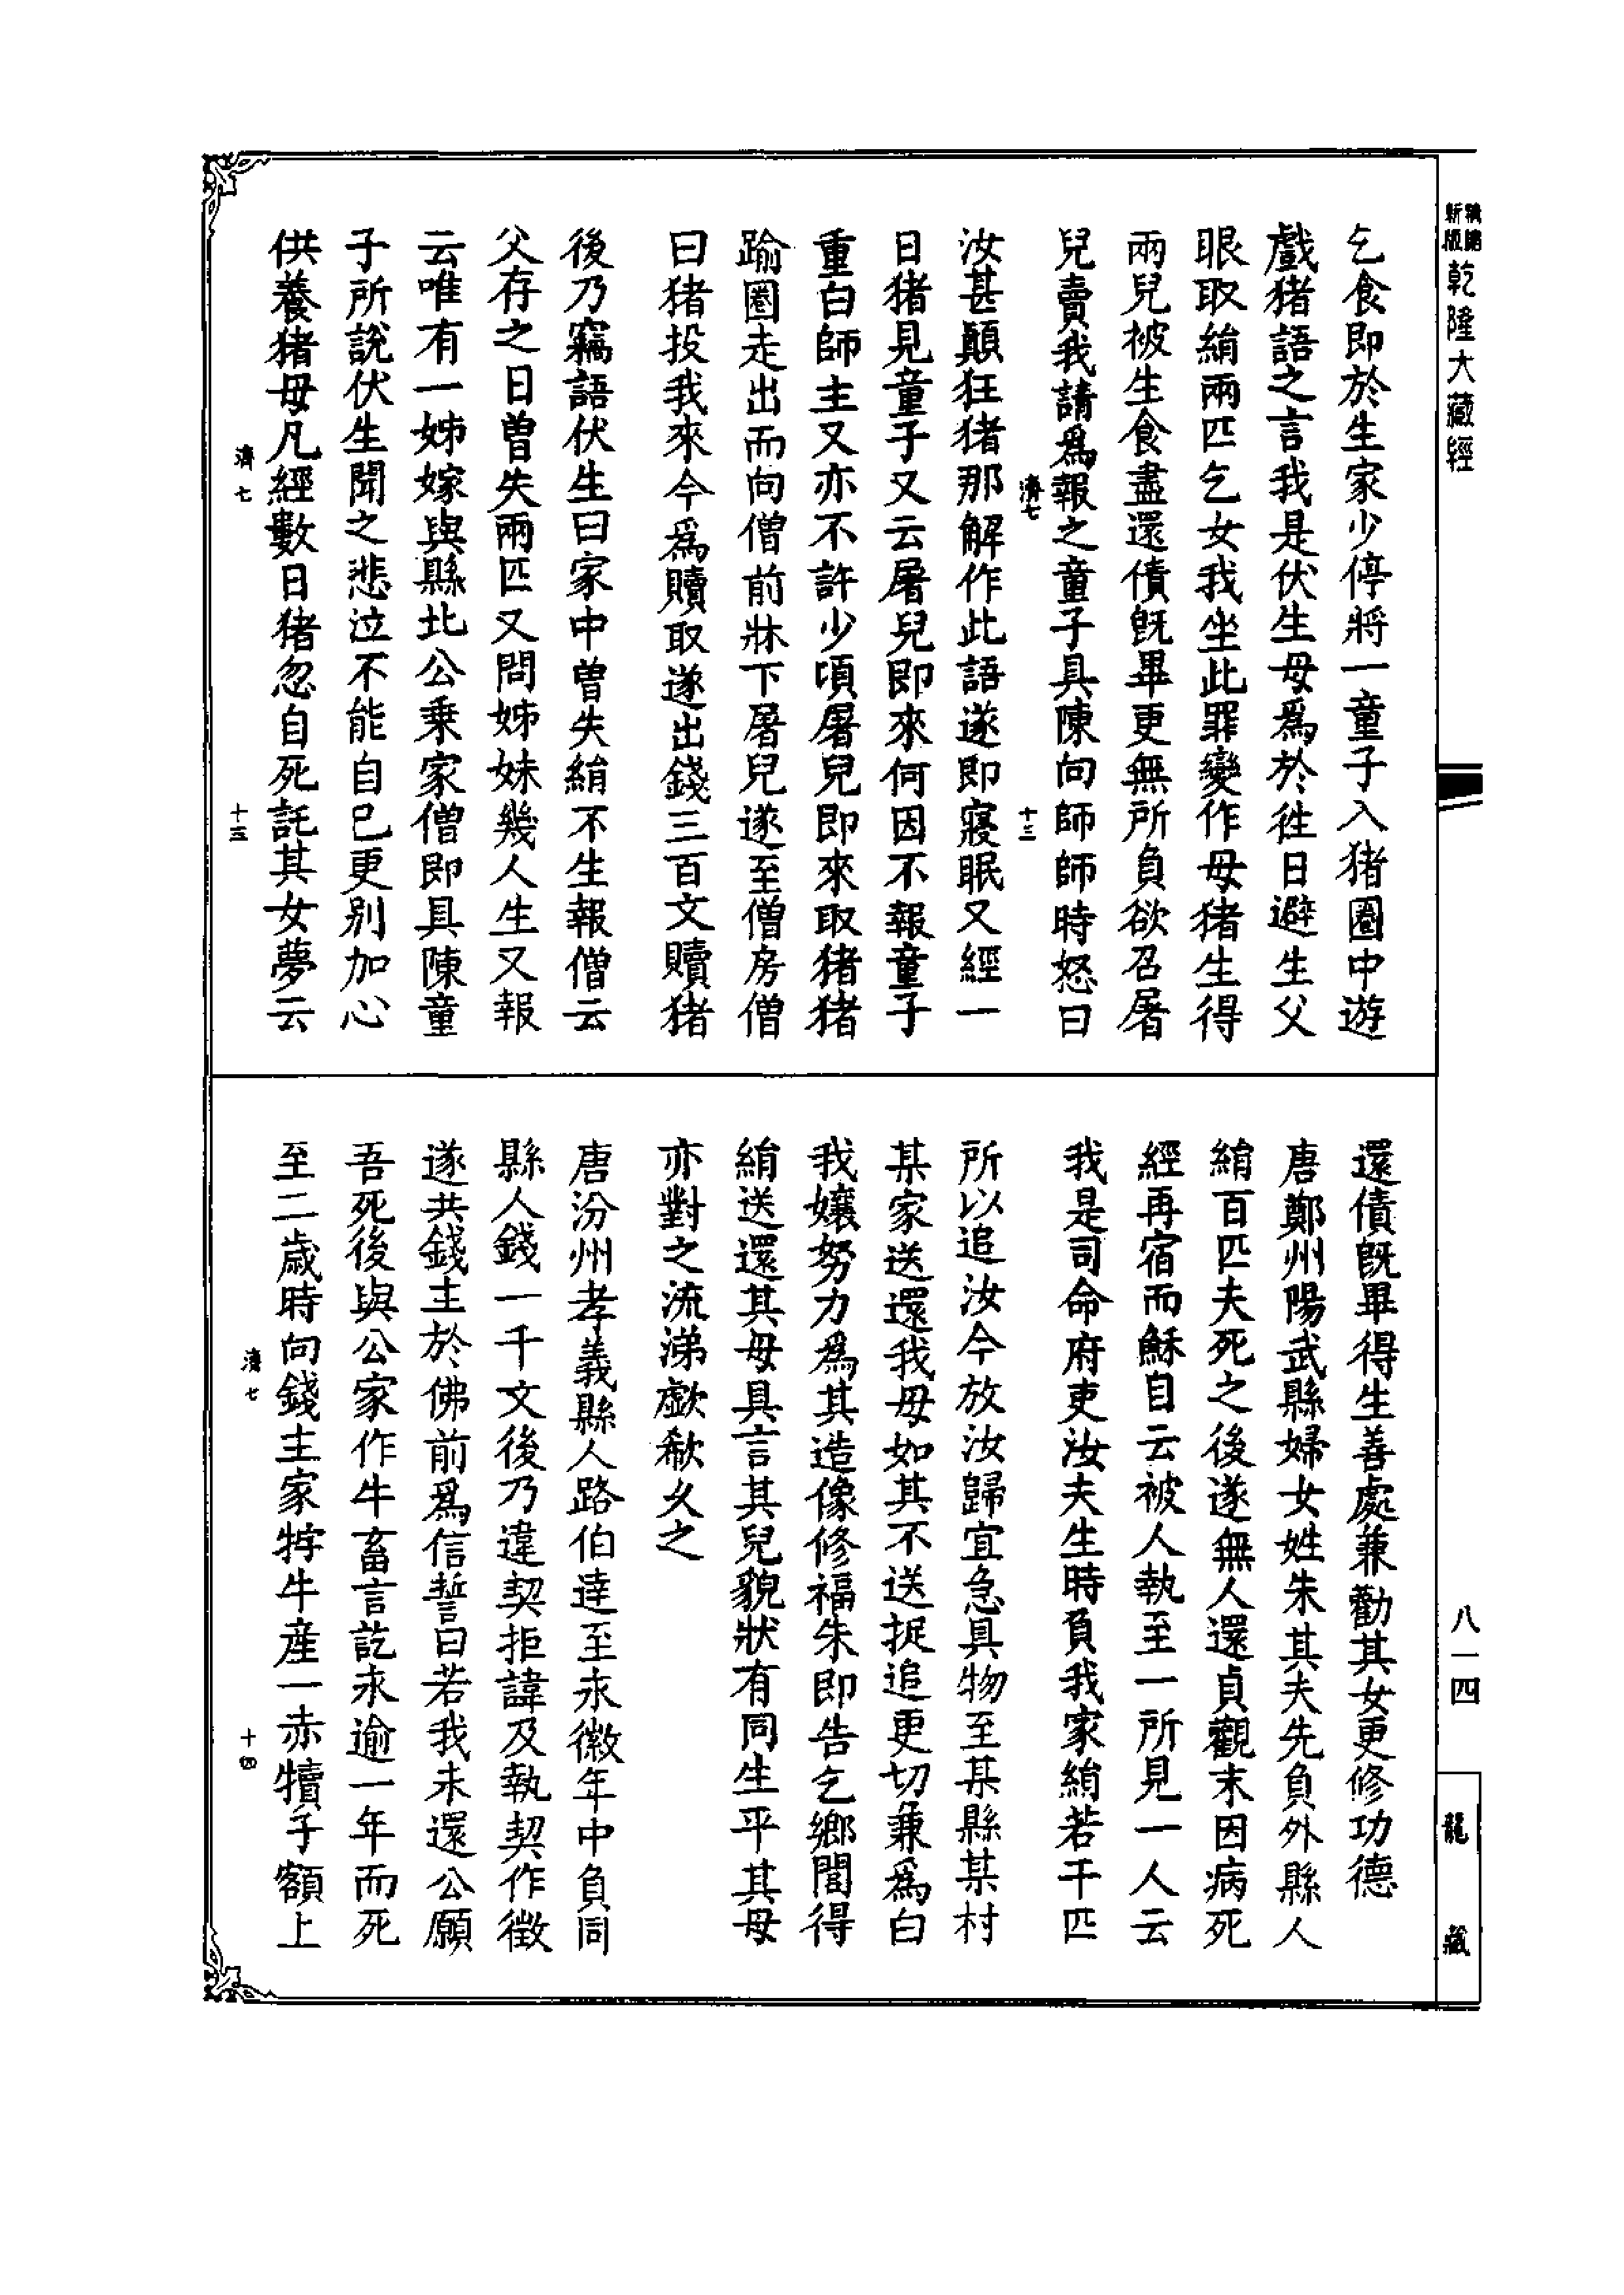 新版
精縮
乾隆大藏經
乞食即於生家少停將一童子入猪圈中遊
戲猪語之言我是伏生母為於往日避生父
眼取絹兩匹乞女我坐此罪變作母猪生得
兩兒被生食盡還債既畢更無所負欲召屠
兒賣我請為報之童子具陳向師師時怒曰
濟七
十三
汝甚顛狂猪那解作此語遂即寢眠又經一
日猪見童子又云屠兒即來何因不報童子
重白師主又亦不許少頃屠兒即來取猪猪
踰圈走出而向僧前牀下屠兒遂至僧房僧
曰猪投我來今為贖取遂出錢三百文贖猪
後乃竊語伏生曰家中曾失絹不生報僧云
父存之日曾失兩匹又問姊妹幾人生又報
云唯有一姊嫁與縣北公乗家僧即具陳童
子所說伏生聞之悲泣不能自已更別加心
供養猪母凡經數日猪忽自死託其女夢云
濟七
十三
還債既畢得生善處兼勸其女更修功德
唐鄭州陽武縣婦女姓朱其夫先負外縣人
絹百匹夫死之後遂無人還貞觀末因病死
經再宿而穌自云被人執至一所見一人云
我是司命府吏汝夫生時負我家絹若干匹
所以追汝今放汝歸宜急具物至某縣某村
某家送還我母如其不送捉追更切兼為白
我孃努力為其造像修福朱即告乞鄉閭得
絹送還其母具言其兒貌狀有同生平其母
亦對之流涕歔欷久之
唐汾州孝義縣人路伯達至永徽年中負同
縣人錢一千文後乃違契拒諱及執契作徵
遂共錢主於佛前為信誓曰若我未還公願
吾死後與公家作牛畜言訖未逾一年而死
至二歲時向錢主家牸牛産一赤犢子額上
濟七
十四
八一四
龍藏